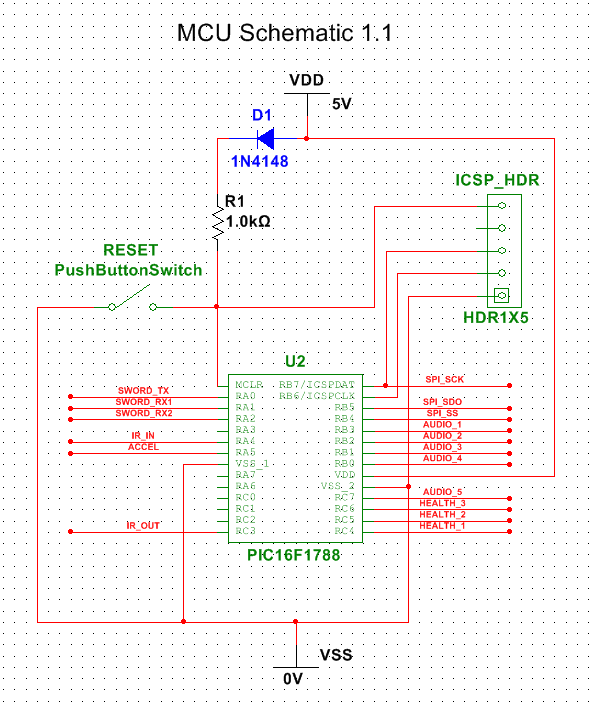 MCU Schematic 1.1
VDD
5V
D1
1N4148
ICSP_HDR
R1
1.0kΩ
RESET
PushButtonSwitch
HDR1X5
U2
MCLR RB7/ICSPDAT SPI_SCK
SWORD_TX RA0 RB6/ICSPCLK
SWORD_RX1 RA1 RB5 SPI_SDO
SWORD_RX2 RA2 RB4 SPI_SS
RA3 RB3 AUDIO_1
IR_IN RA4 RB2 AUDIO_2
ACCEL RA5 RB1 AUDIO_3
VSS_1 RB0 AUDIO_4
RA7 VDD
RA6 VSS_2
RC0 RC7 AUDIO_5
RC1 RC6 HEALTH_3
RC2 RC5 HEALTH_2
IR_OUT RC3 RC4 HEALTH_1
PIC16F1788
VSS
0V